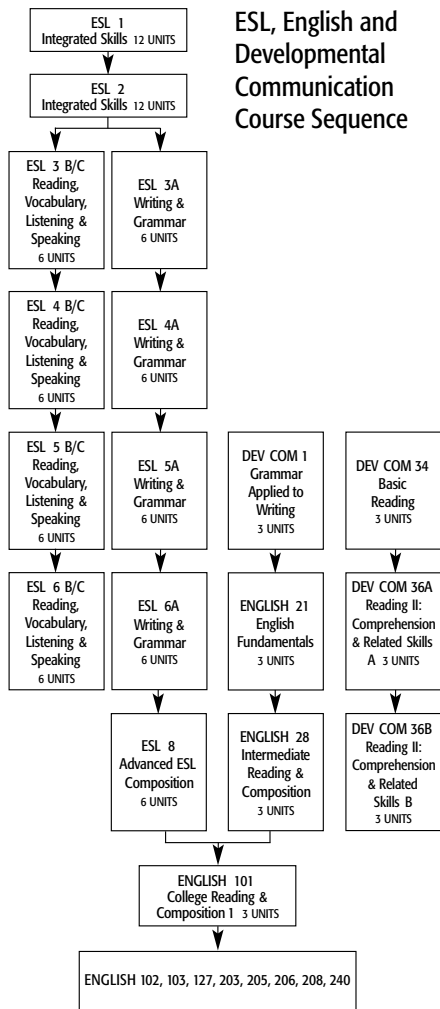 ESL, English and
Developmental
Communication
Course Sequence
ESL 1
Integrated Skills 12 UNITS
ESL 2
Integrated Skills 12 UNITS
ESL 3 B/C
Reading,
Vocabulary,
Listening &
Speaking
6 UNITS
ESL 3A
Writing &
Grammar
6 UNITS
ESL 4 B/C
Reading,
Vocabulary,
Listening &
Speaking
6 UNITS
ESL 4A
Writing &
Grammar
6 UNITS
ESL 5 B/C
Reading,
Vocabulary,
Listening &
Speaking
6 UNITS
ESL 5A
Writing &
Grammar
6 UNITS
DEV COM 1
Grammar
Applied to
Writing
3 UNITS
DEV COM 34
Basic
Reading
3 UNITS
ESL 6 B/C
Reading,
Vocabulary,
Listening &
Speaking
6 UNITS
ESL 6A
Writing &
Grammar
6 UNITS
ENGLISH 21
English
Fundamentals
3 UNITS
DEV COM 36A
Reading II:
Comprehension
& Related Skills
A 3 UNITS
ESL 8
Advanced ESL
Composition
6 UNITS
ENGLISH 28
Intermediate
Reading &
Composition
3 UNITS
DEV COM 36B
Reading II:
Comprehension
& Related
Skills B
3 UNITS
ENGLISH 101
College Reading &
Composition 1 3 UNITS
ENGLISH 102, 103, 127, 203, 205, 206, 208, 240